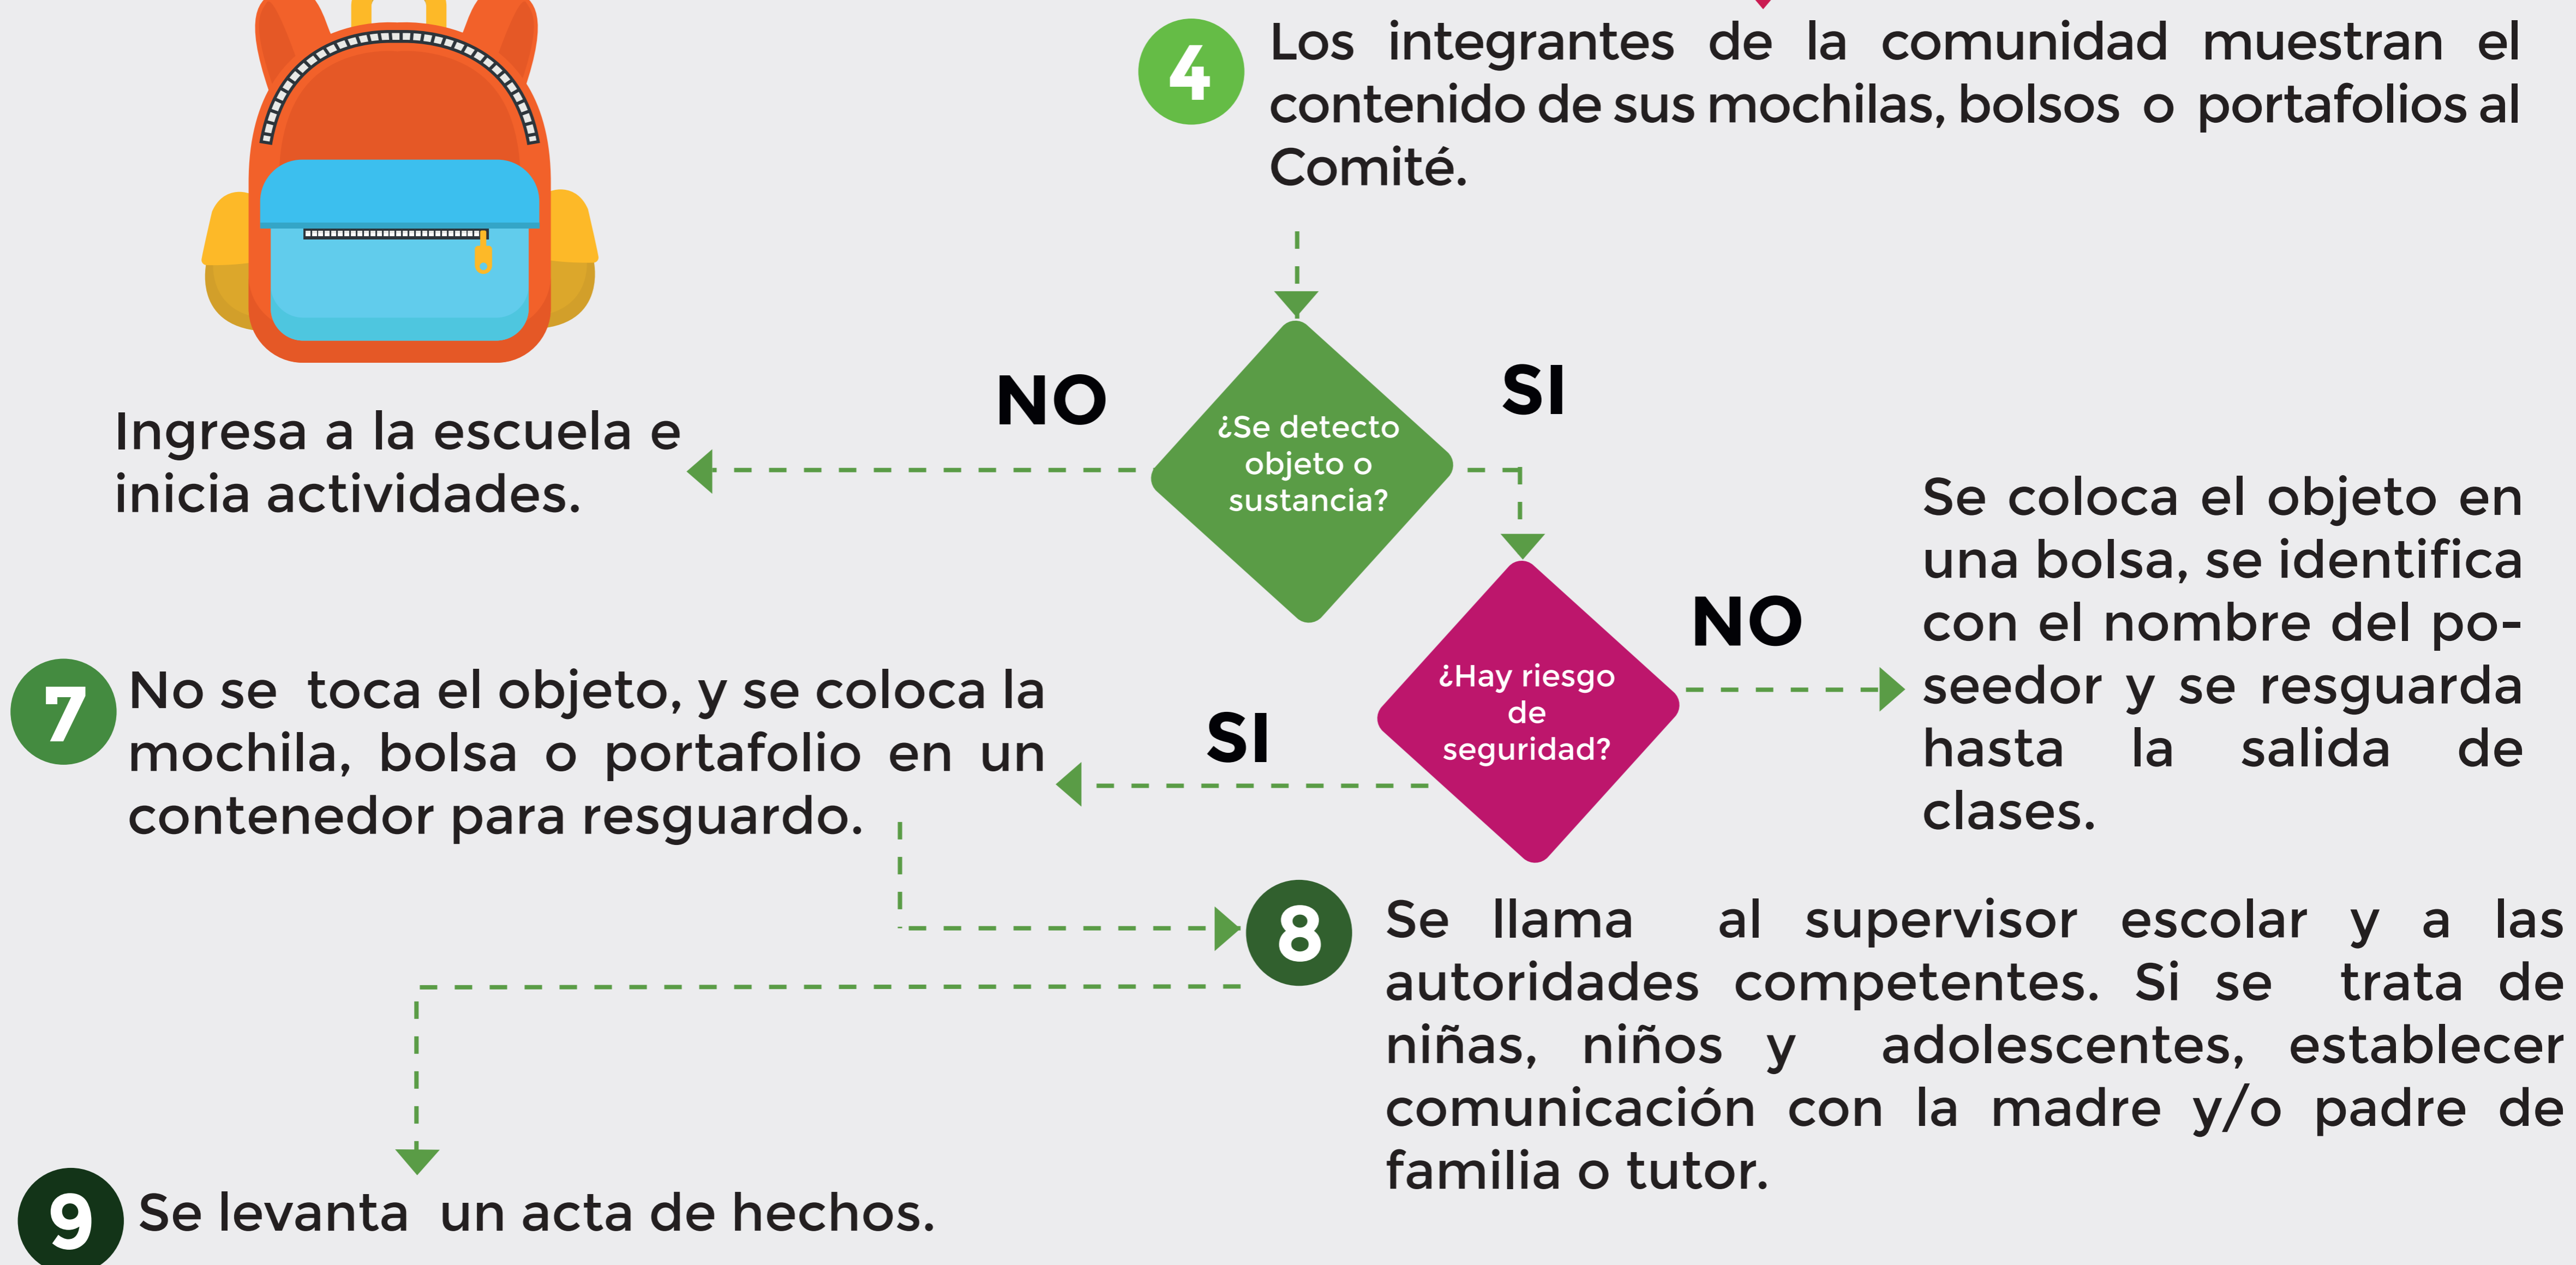 4
Los integrantes de la comunidad muestran el
contenido de sus mochilas, bolsos o portafolios al
Comité.
NO
SI
¿Se detecto
objeto o
sustancia?
Ingresa a la escuela e
inicia actividades.
¿Hay riesgo
de
seguridad?
NO
SI
Se coloca el objeto en
una bolsa, se identifica
con el nombre del po-
seedor y se resguarda
hasta la salida de
clases.
7
No se toca el objeto, y se coloca la
mochila, bolsa o portafolio en un
contenedor para resguardo.
8
Se llama al supervisor escolar y a las
autoridades competentes. Si se trata de
niñas, niños y adolescentes, establecer
comunicación con la madre y/o padre de
familia o tutor.
9
Se levanta un acta de hechos.